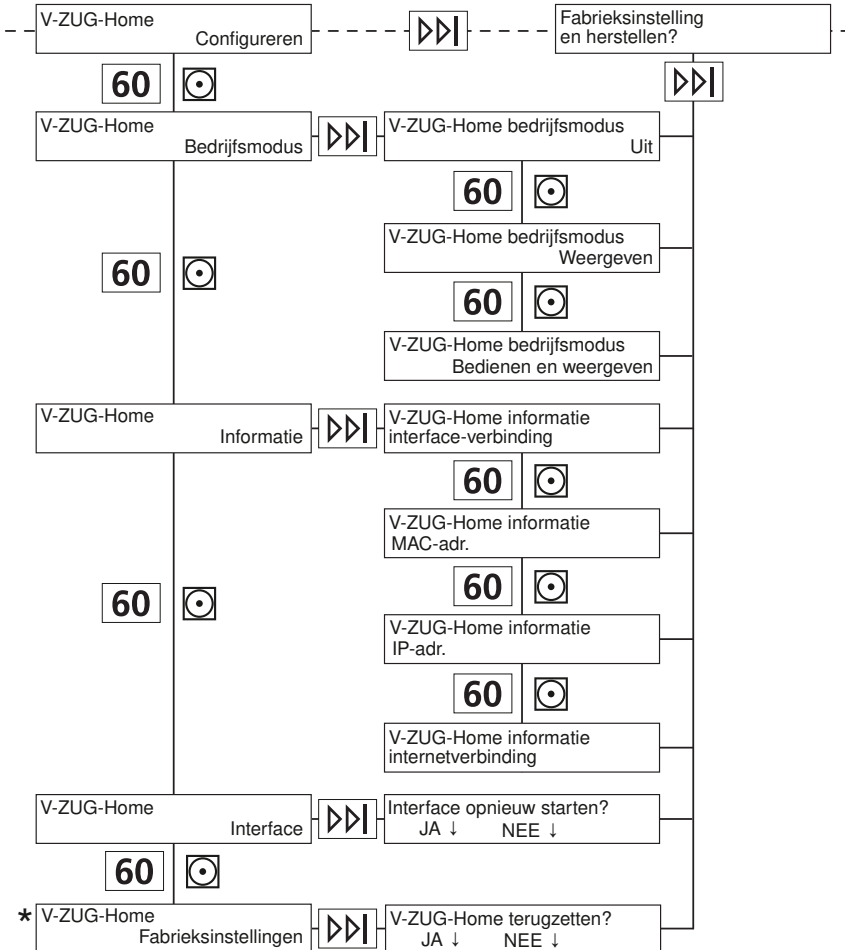 V-ZUG-Home
Configureren
Fabrieksinstelling
en herstellen?
60
V-ZUG-Home
Bedrijfsmodus
V-ZUG-Home bedrijfsmodus
Uit
60
V-ZUG-Home bedrijfsmodus
Weergeven
60
60
V-ZUG-Home bedrijfsmodus
Bedienen en weergeven
V-ZUG-Home
Informatie
V-ZUG-Home informatie
interface-verbinding
60
V-ZUG-Home informatie
MAC-adr.
60
60
V-ZUG-Home informatie
IP-adr.
60
V-ZUG-Home informatie
internetverbinding
V-ZUG-Home
Interface
Interface opnieuw starten?
JA ↓ NEE ↓
60
* V-ZUG-Home
Fabrieksinstellingen
V-ZUG-Home terugzetten?
JA ↓ NEE ↓